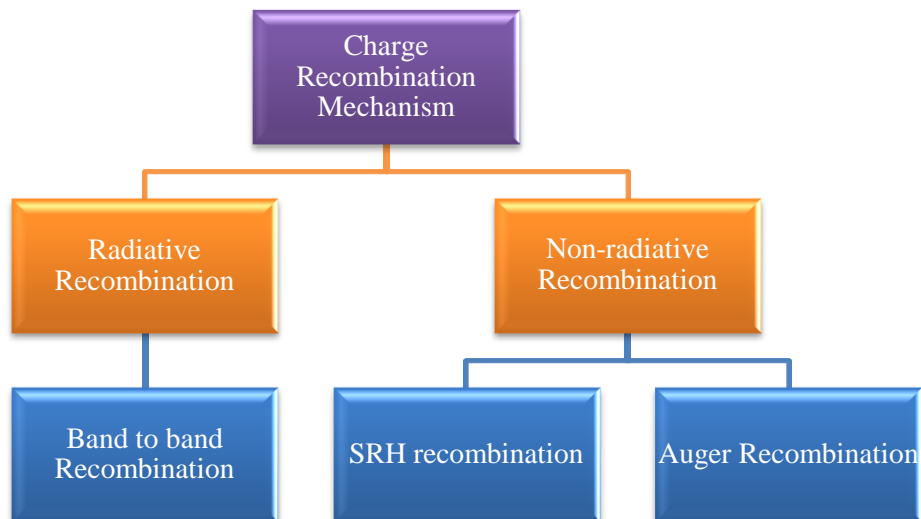 Charge
Recombination
Mechanism
Radiative
Recombination
Non-radiative
Recombination
Band to band
Recombination
SRH recombination
Auger Recombination